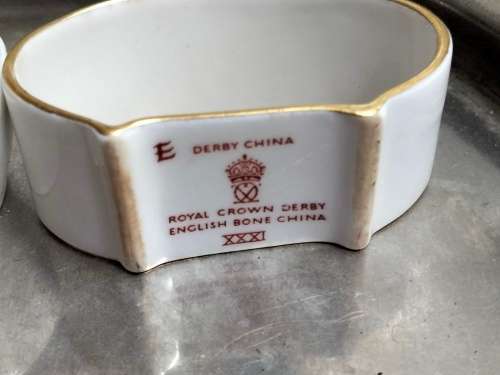 E DERBY CHINA
ROYAL CROWN DERBY
ENGLISH BONE CHINA
XXXI